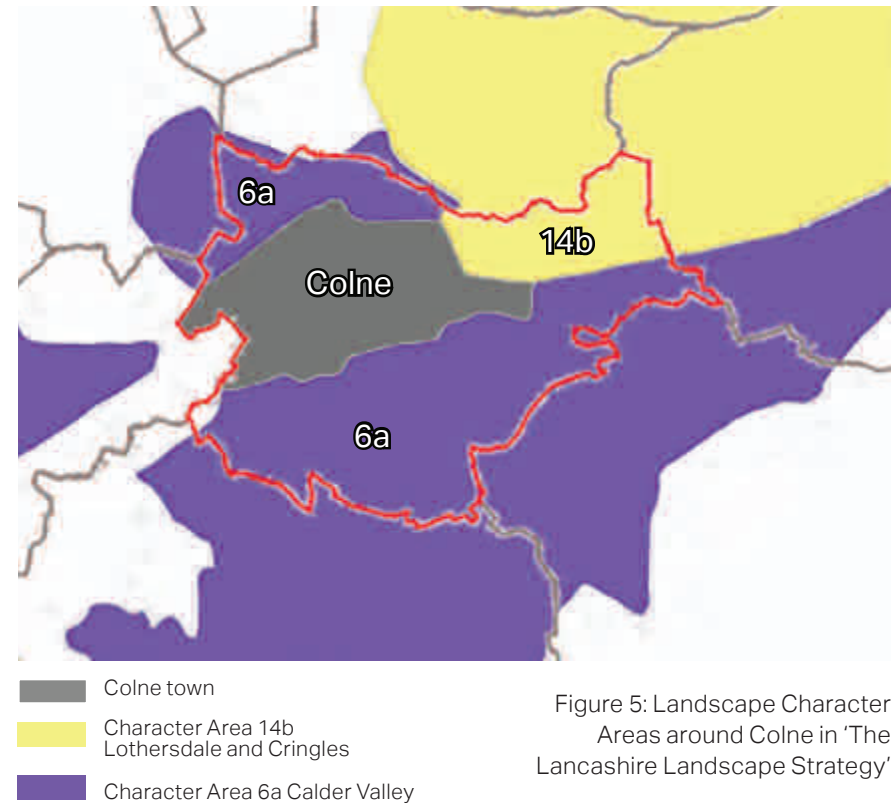 6a
14b
Colne
6a
Colne town
Character Area 14b
Lothersdale and Cringles
Character Area 6a Calder Valley
Figure 5: Landscape Character
Areas around Colne in ‘The
Lancashire Landscape Strategy’